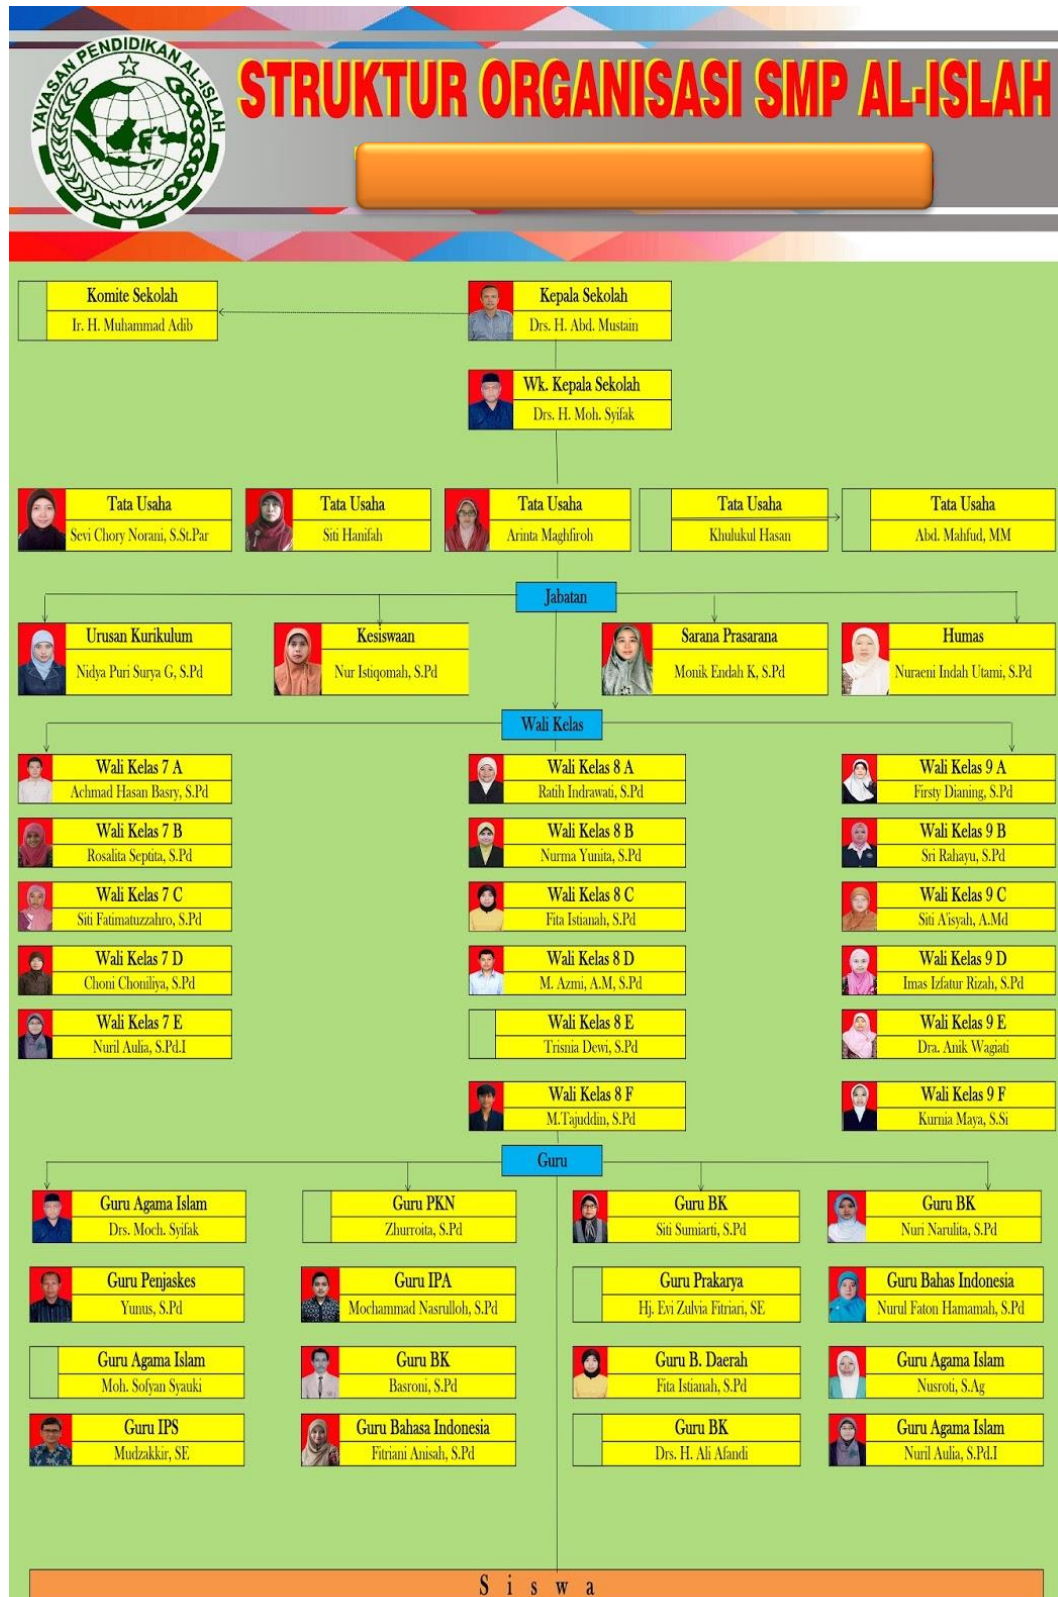 YAYASAN PENDIDIKAN AL-ISLAH
STRUKTUR ORGANISASI SMP AL-ISLAH
Komite Sekolah
Ir. H. Muhammad Adib
Kepala Sekolah
Drs. H. Abd. Mustain
Wk. Kepala Sekolah
Drs. H. Moh. Syifak
Tata Usaha
Sevi Chory Norani, S.St.Par
Tata Usaha
Siti Hanifah
Tata Usaha
Arinta Maghfiroh
Tata Usaha
Khulukul Hasan
Tata Usaha
Abd. Mahfud, MM
Jabatan
Urusan Kurikulum
Nidya Puri Surya G, S.Pd
Kesiswaan
Nur Istiqomah, S.Pd
Sarana Prasarana
Monik Endah K, S.Pd
Humas
Nuraeni Indah Utami, S.Pd
Wali Kelas
Wali Kelas 7 A
Achmad Hasan Basry, S.Pd
Wali Kelas 8 A
Ratih Indrawati, S.Pd
Wali Kelas 9 A
Firsty Dianing, S.Pd
Wali Kelas 7 B
Rosalita Septita, S.Pd
Wali Kelas 8 B
Nurma Yunita, S.Pd
Wali Kelas 9 B
Sri Rahayu, S.Pd
Wali Kelas 7 C
Siti Fatimatuzzahro, S.Pd
Wali Kelas 8 C
Fita Istianah, S.Pd
Wali Kelas 9 C
Siti A'isyah, A.Md
Wali Kelas 7 D
Choni Choniliya, S.Pd
Wali Kelas 8 D
M. Azmi, A.M, S.Pd
Wali Kelas 9 D
Imas Izfatur Rizah, S.Pd
Wali Kelas 7 E
Nuril Aulia, S.Pd.I
Wali Kelas 8 E
Trisnia Dewi, S.Pd
Wali Kelas 9 E
Dra. Anik Wagiati
Wali Kelas 8 F
M.Tajuddin, S.Pd
Wali Kelas 9 F
Kurnia Maya, S.Si
Guru
Guru Agama Islam
Drs. Moch. Syifak
Guru PKN
Zhurroita, S.Pd
Guru BK
Siti Sumiarti, S.Pd
Guru BK
Nuri Narulita, S.Pd
Guru Penjaskes
Yunus, S.Pd
Guru IPA
Mochammad Nasrulloh, S.Pd
Guru Prakarya
Hj. Evi Zulvia Fitriari, SE
Guru Bahas Indonesia
Nurul Faton Hamamah, S.Pd
Guru Agama Islam
Moh. Sofyan Syauki
Guru BK
Basroni, S.Pd
Guru B. Daerah
Fita Istianah, S.Pd
Guru Agama Islam
Nusroti, S.Ag
Guru IPS
Mudzakkir, SE
Guru Bahasa Indonesia
Fitriani Anisah, S.Pd
Guru BK
Drs. H. Ali Afandi
Guru Agama Islam
Nuril Aulia, S.Pd.I
S i s w a